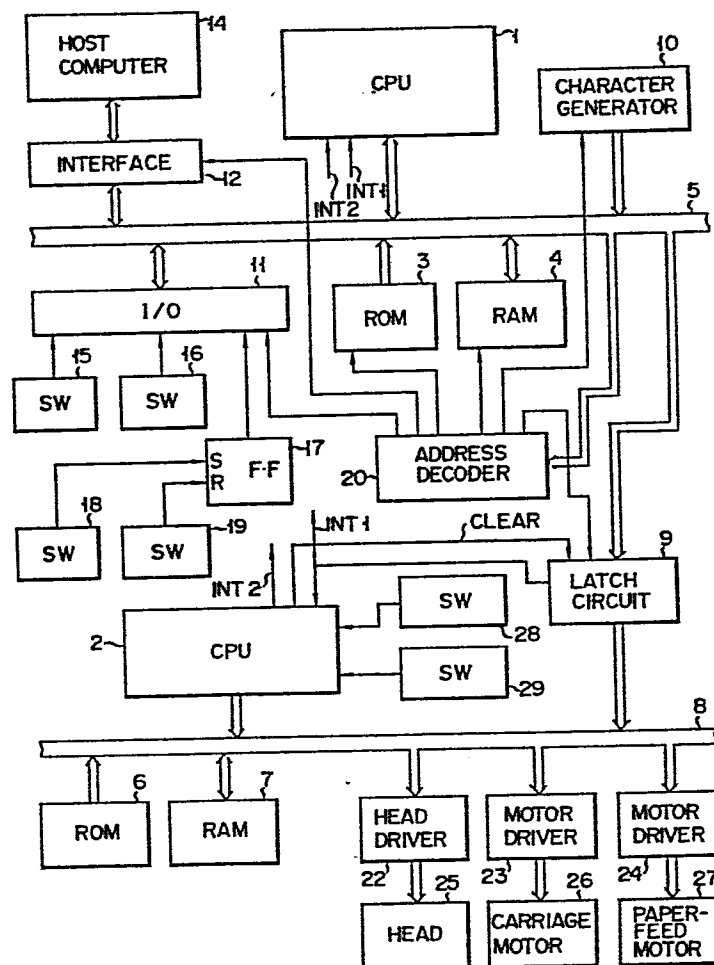 14
HOST
COMPUTER
1
CPU
10
CHARACTER
GENERATOR
INTERFACE
12
INT1
INT2
5
11
I/O
3
ROM
4
RAM
15
SW
16
SW
17
S
R
F-F
20
ADDRESS
DECODER
18
SW
19
SW
INT1
CLEAR
INT2
9
LATCH
CIRCUIT
2
CPU
SW
28
SW
29
8
6
ROM
7
RAM
HEAD
DRIVER
22
MOTOR
DRIVER
23
MOTOR
DRIVER
24
25
HEAD
26
CARRIAGE
MOTOR
27
PAPER-
FEED
MOTOR